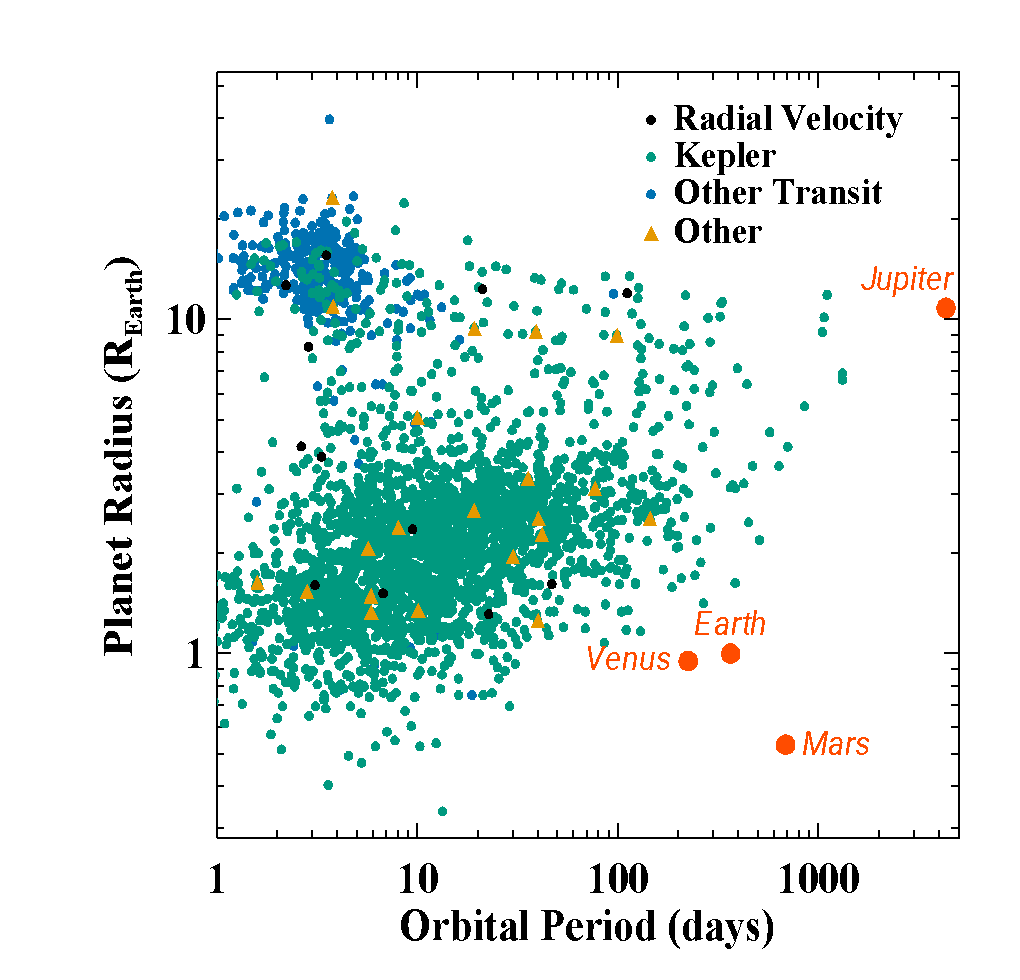 Radial Velocity
Kepler
Other Transit
Other
Jupiter
Earth
Venus
Mars
10
1
Planet Radius (R_Earth)
1 10 100 1000
Orbital Period (days)